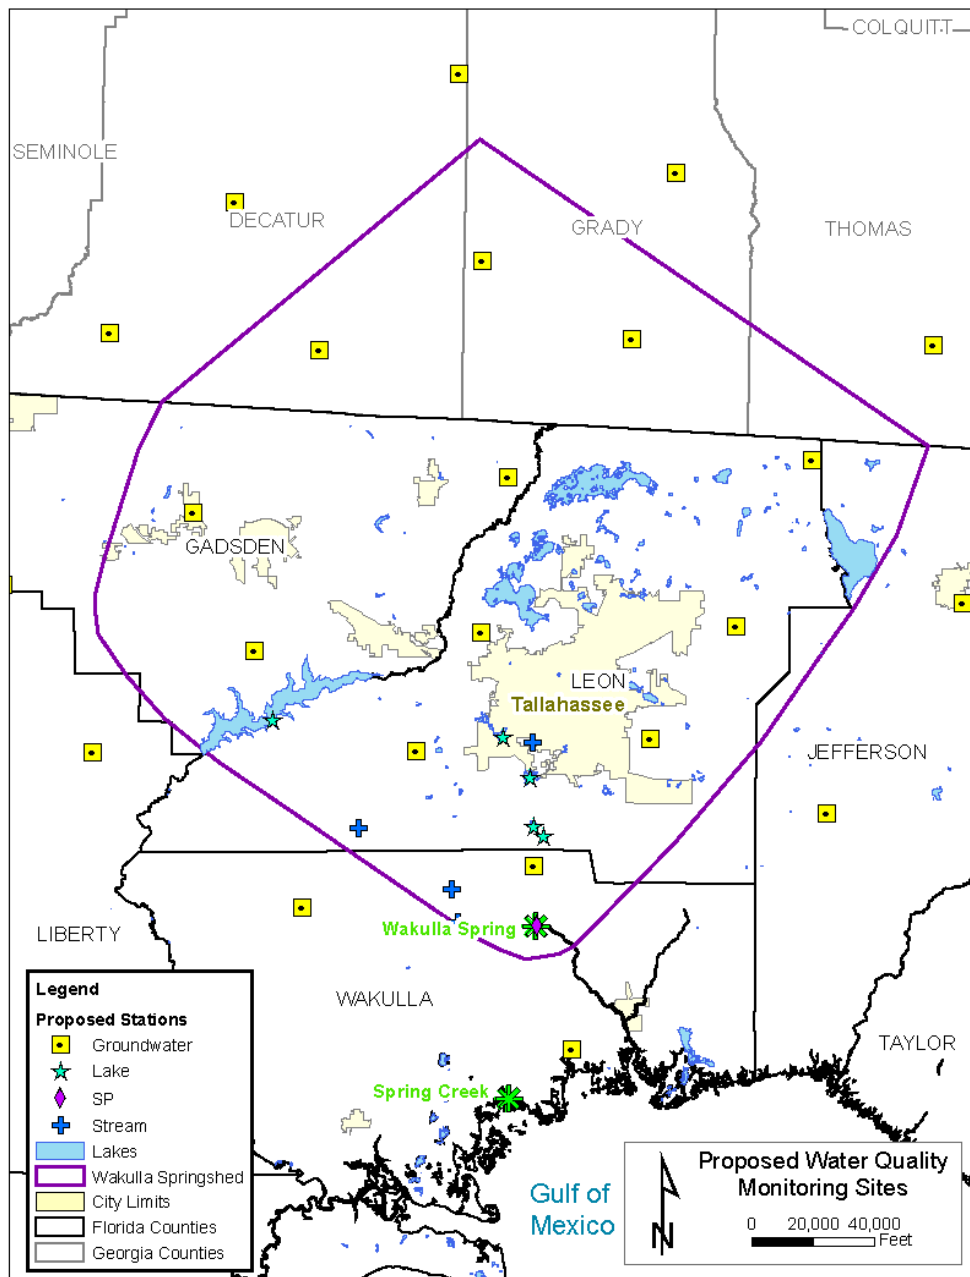 COLQUITT
SEMINOLE
DECATUR
GRADY
THOMAS
GADSDEN
LEON
Tallahassee
JEFFERSON
Wakulla Spring
LIBERTY
WAKULLA
TAYLOR
Spring Creek
Gulf of
Mexico
Legend
Proposed Stations
Groundwater
Lake
SP
Stream
Lakes
Wakulla Springshed
City Limits
Florida Counties
Georgia Counties
Proposed Water Quality
Monitoring Sites
0 20,000 40,000
Feet
N